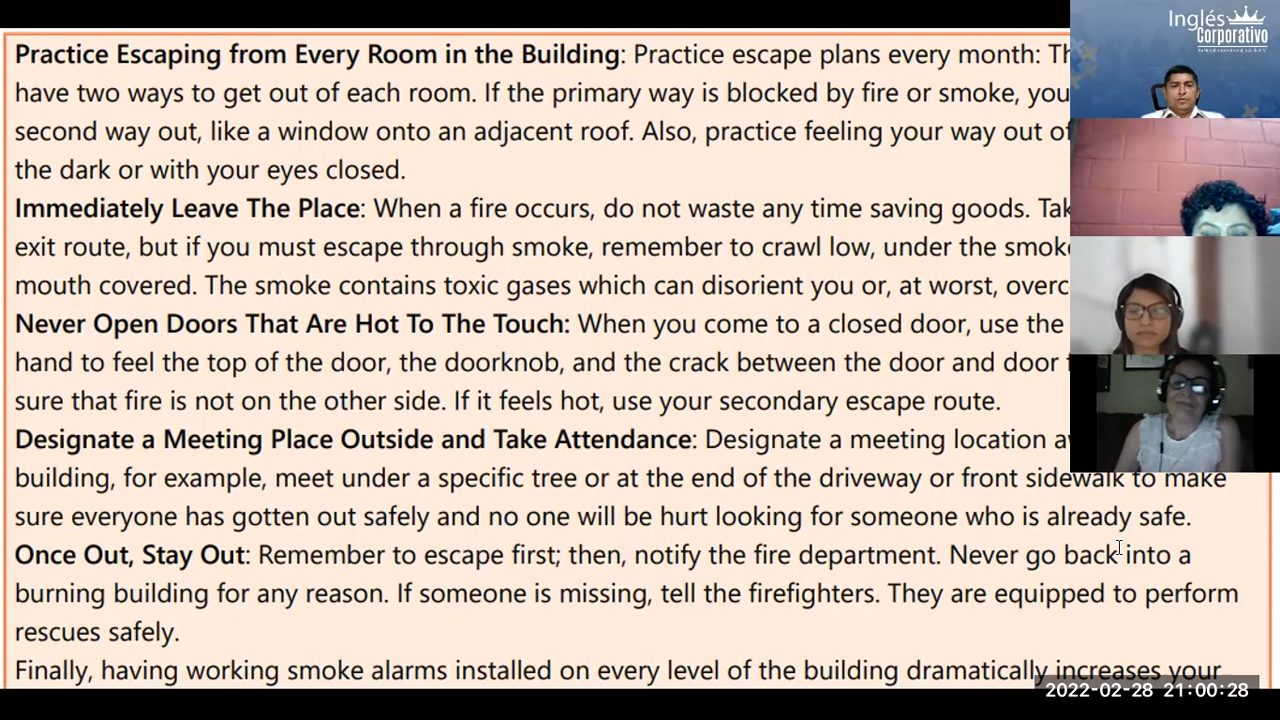 Practice Escaping from Every Room in the Building: Practice escape plans every month: Th
have two ways to get out of each room. If the primary way is blocked by fire or smoke, you
second way out, like a window onto an adjacent roof. Also, practice feeling your way out of
the dark or with your eyes closed.
Immediately Leave The Place: When a fire occurs, do not waste any time saving goods. Tak
exit route, but if you must escape through smoke, remember to crawl low, under the smoke
mouth covered. The smoke contains toxic gases which can disorient you or, at worst, overc
Never Open Doors That Are Hot To The Touch: When you come to a closed door, use the
hand to feel the top of the door, the doorknob, and the crack between the door and door
sure that fire is not on the other side. If it feels hot, use your secondary escape route.
Designate a Meeting Place Outside and Take Attendance: Designate a meeting location
building, for example, meet under a specific tree or at the end of the driveway or front sidewalk to make
sure everyone has gotten out safely and no one will be hurt looking for someone who is already safe.
Once Out, Stay Out: Remember to escape first; then, notify the fire department. Never go back into a
burning building for any reason. If someone is missing, tell the firefighters. They are equipped to perform
rescues safely.
Finally, having working smoke alarms installed on every level of the building dramatically increases your
Inglés
Corporativo
2022-02-28 21:00:28